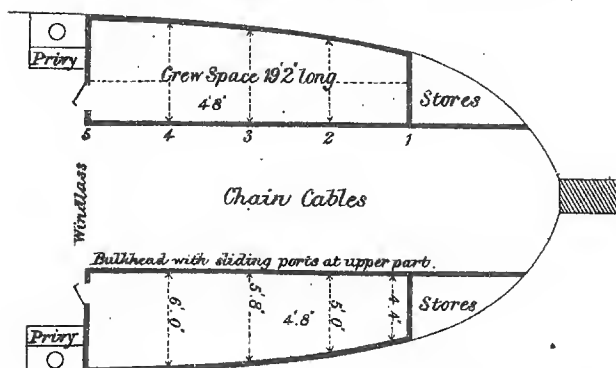 Privy
Crew Space 19'2" long
4'8"
Stores
5 4 3 2 1
Windlass
Chain Cables
Bulkhead with sliding ports at upper part.
6'.0"
5'.8"
4'.8"
5'.0"
4'.4"
Stores
Privy